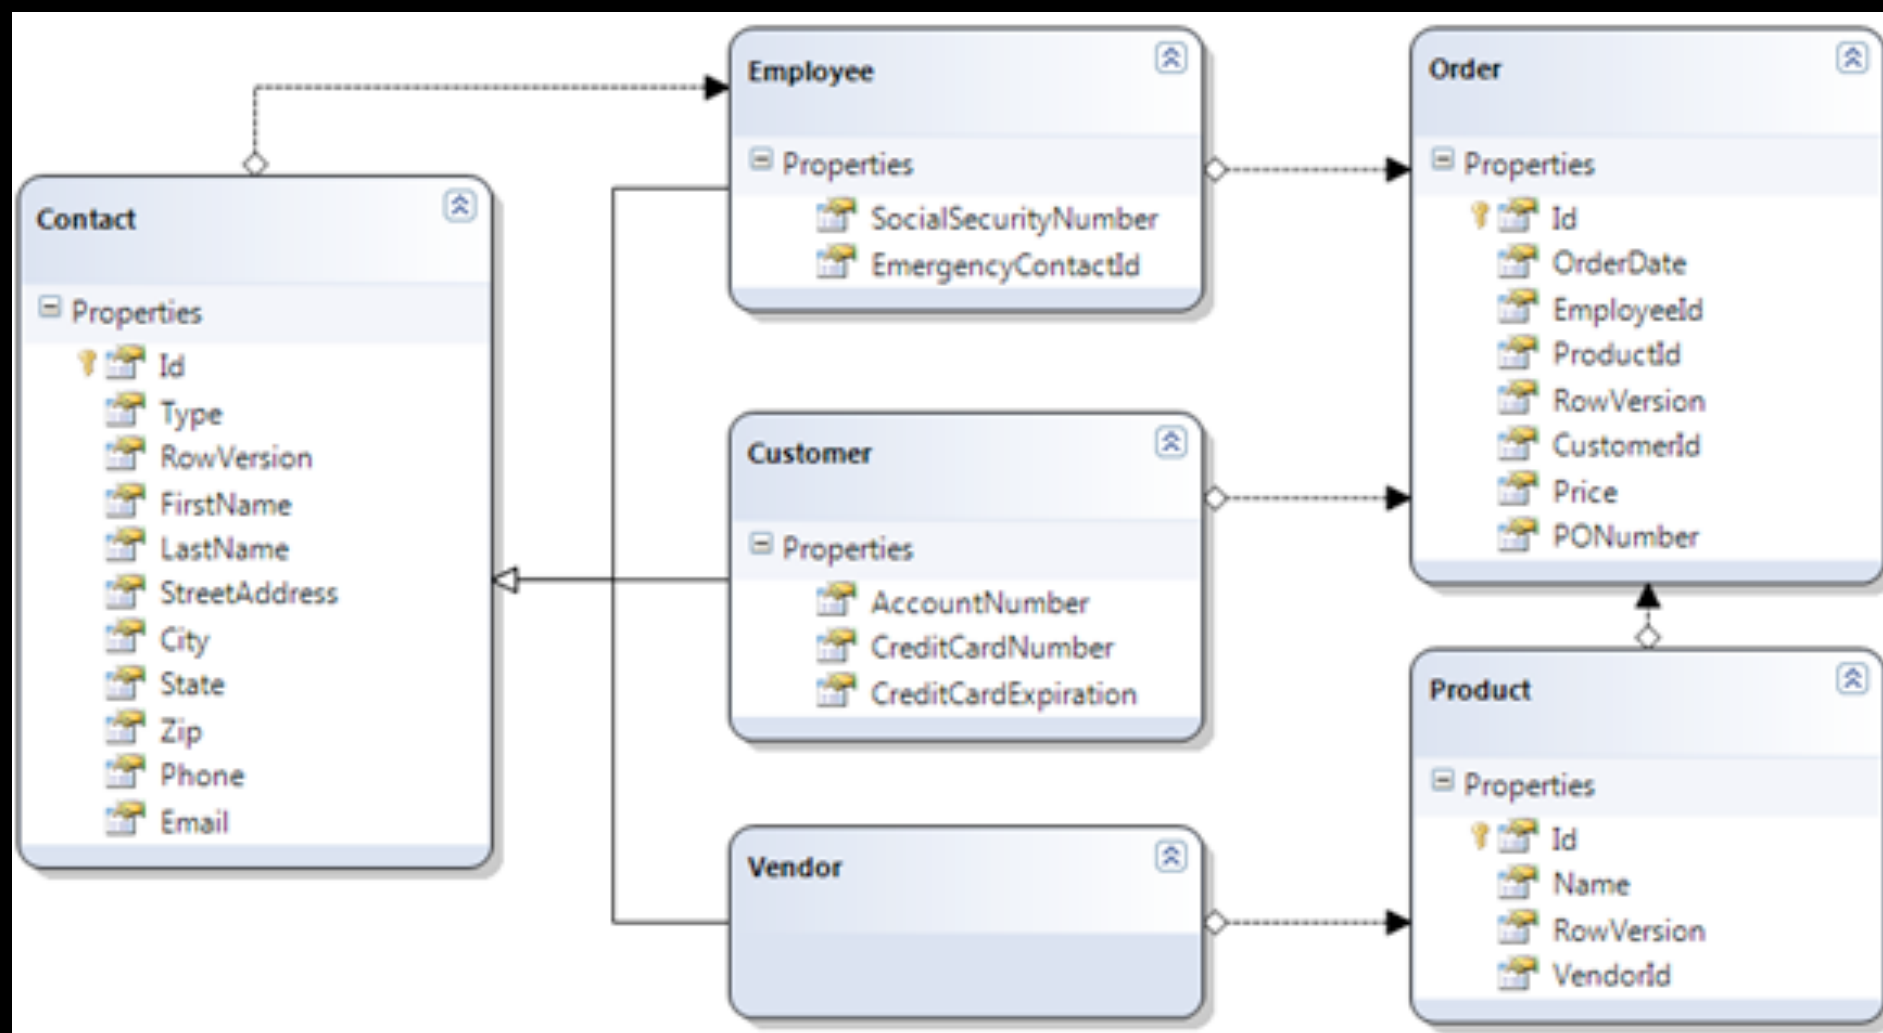 Contact
Properties
Id
Type
RowVersion
FirstName
LastName
StreetAddress
City
State
Zip
Phone
Email
Employee
Properties
SocialSecurityNumber
EmergencyContactId
Customer
Properties
AccountNumber
CreditCardNumber
CreditCardExpiration
Vendor
Order
Properties
Id
OrderDate
EmployeeId
ProductId
RowVersion
CustomerId
Price
PONumber
Product
Properties
Id
Name
RowVersion
VendorId